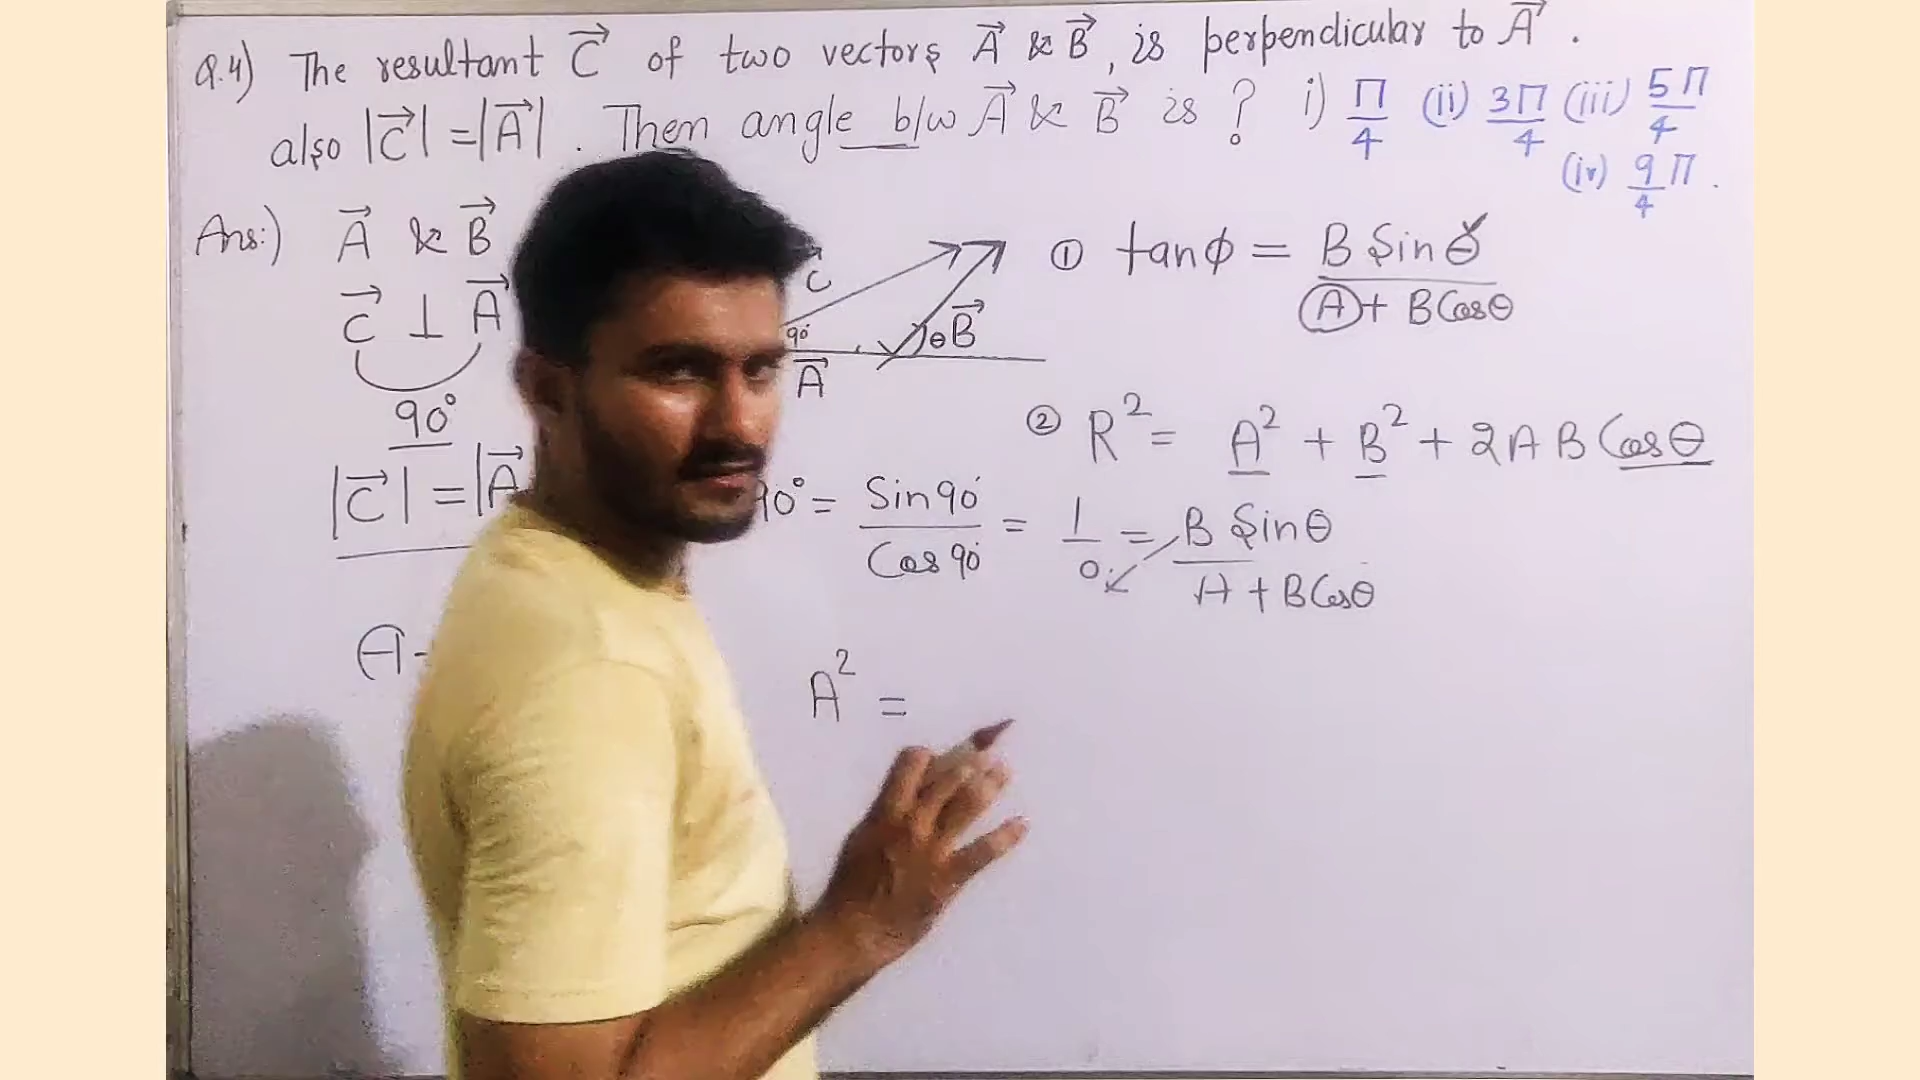 Q.4) The resultant C⃗ of two vectors A⃗ & B⃗, is perpendicular to A⃗.
also |C⃗| = |A⃗|. Then angle b/w A⃗ & B⃗ is ? i) Π/4 (ii) 3Π/4 (iii) 5Π/4
(iv) 9/4 Π.
Ans:) A⃗ & B⃗
C⃗ ⊥ A⃗
90°
|C⃗| = |A⃗
C⃗
90°
A⃗
θ B⃗
① tanϕ = B Sinθ / A + B Cosθ
② R² = A² + B² + 2AB Cosθ
90° = Sin90° / Cos90° = 1/0 = B Sinθ / A + B Cosθ
A
A² =